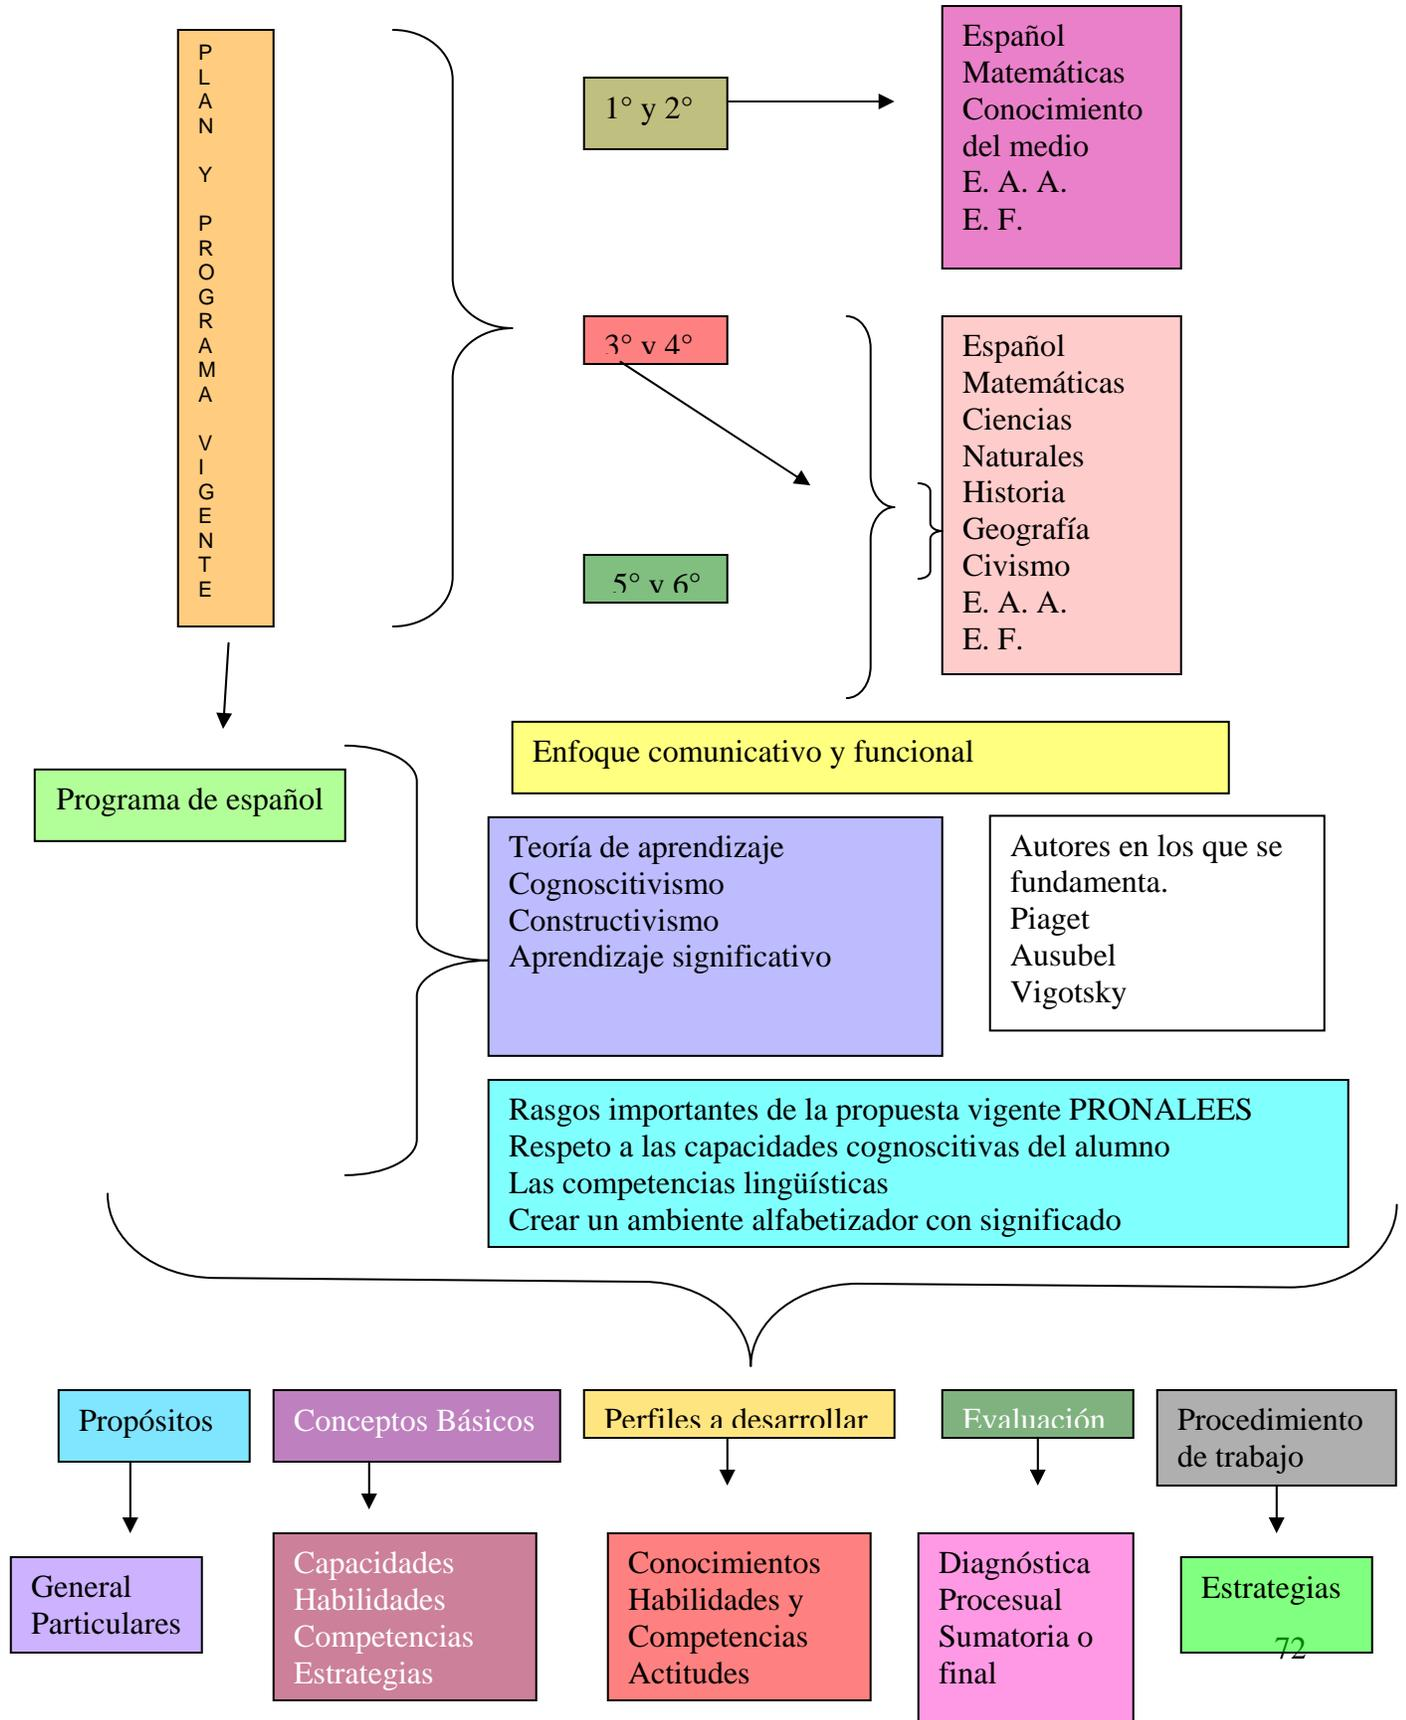 PLAN Y PROGRAMA VIGENTE
1° y 2°
Español
Matemáticas
Conocimiento
del medio
E. A. A.
E. F.
3° y 4°
5° y 6°
Español
Matemáticas
Ciencias
Naturales
Historia
Geografía
Civismo
E. A. A.
E. F.
Programa de español
Enfoque comunicativo y funcional
Teoría de aprendizaje
Cognoscitivismo
Constructivismo
Aprendizaje significativo
Autores en los que se
fundamenta.
Piaget
Ausubel
Vigotsky
Rasgos importantes de la propuesta vigente PRONALEES
Respeto a las capacidades cognoscitivas del alumno
Las competencias lingüísticas
Crear un ambiente alfabetizador con significado
Propósitos
General
Particulares
Conceptos Básicos
Capacidades
Habilidades
Competencias
Estrategias
Perfiles a desarrollar
Conocimientos
Habilidades y
Competencias
Actitudes
Evaluación
Diagnóstica
Procesual
Sumatoria o
final
Procedimiento
de trabajo
Estrategias
72